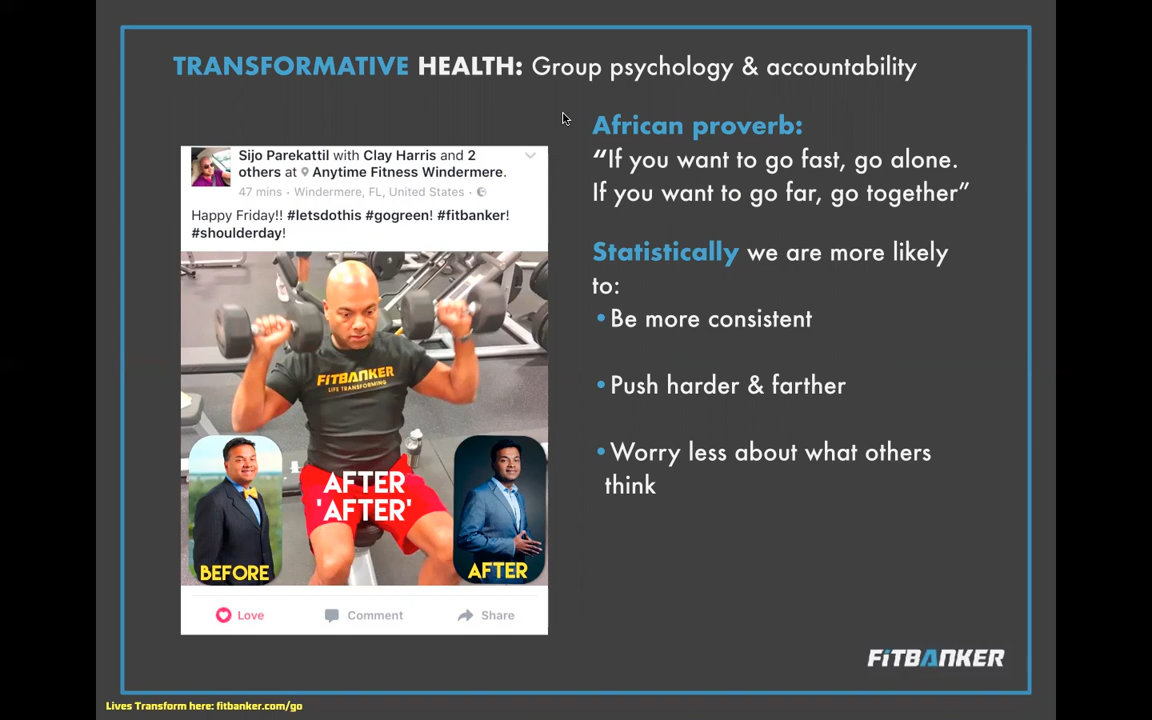 TRANSFORMATIVE HEALTH: Group psychology & accountability
Sijo Parekattil with Clay Harris and 2
others at Anytime Fitness Windermere.
47 mins · Windermere, FL, United States ·
Happy Friday!! #letsdothis #gogreen! #fitbanker!
#shoulderday!
FITBANKER
LIFE TRANSFORMING
AFTER
'AFTER'
BEFORE
AFTER
Love Comment Share
African proverb:
“If you want to go fast, go alone.
If you want to go far, go together”
Statistically we are more likely
to:
•Be more consistent
•Push harder & farther
•Worry less about what others
think
FiTBANKER
Lives Transform here: fitbanker.com/go